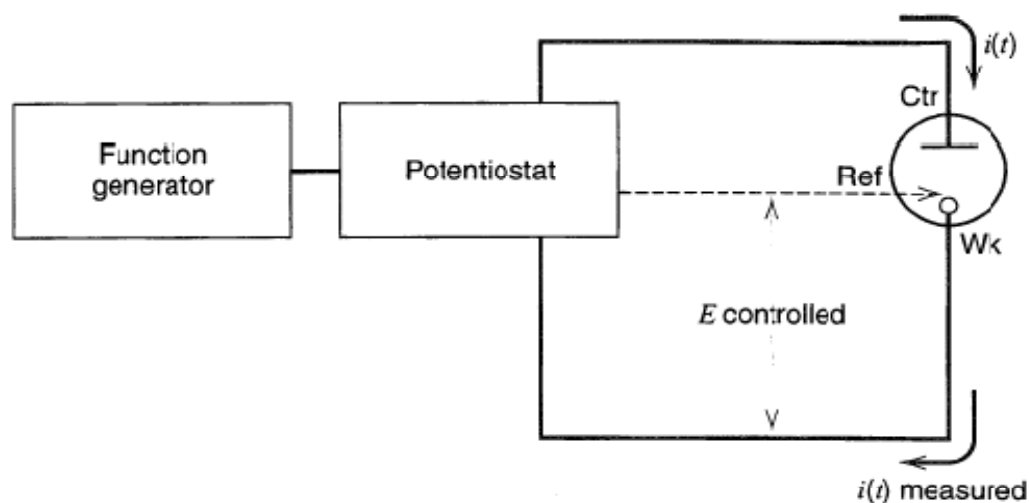 i(t)
Ctr
Function
generator
Potentiostat
Ref
Wk
E controlled
i(t) measured